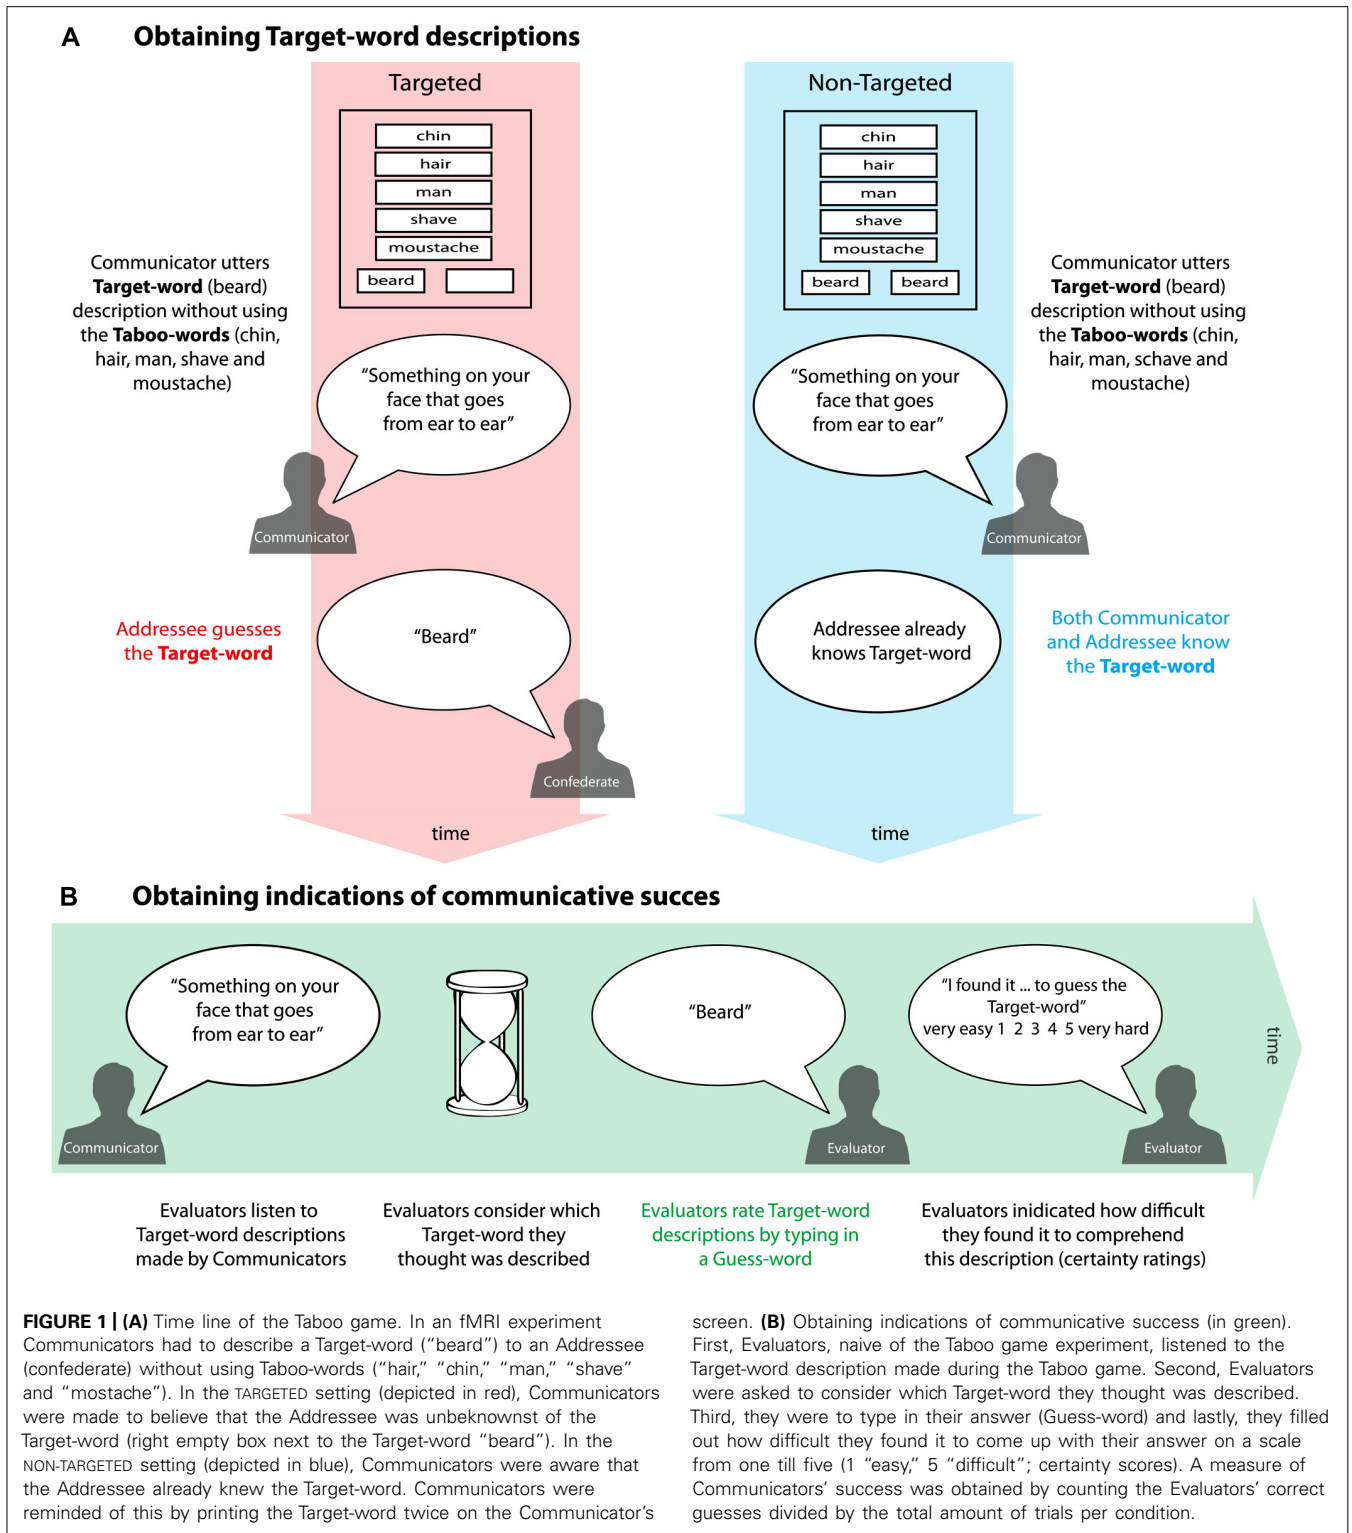 A Obtaining Target-word descriptions
Targeted
chin
hair
man
shave
moustache
beard
Communicator utters
Target-word (beard)
description without using
the Taboo-words (chin,
hair, man, shave and
moustache)
“Something on your
face that goes
from ear to ear”
Communicator
Addressee guesses
the Target-word
“Beard”
Confederate
time
Non-Targeted
chin
hair
man
shave
moustache
beard beard
Communicator utters
Target-word (beard)
description without using
the Taboo-words (chin,
hair, man, schave and
moustache)
“Something on your
face that goes
from ear to ear”
Communicator
Addressee already
knows Target-word
Both Communicator
and Addressee know
the Target-word
time
B Obtaining indications of communicative succes
“Something on your
face that goes
from ear to ear”
Communicator
“Beard”
Evaluator
“I found it ... to guess the
Target-word”
very easy 1 2 3 4 5 very hard
Evaluator
time
Evaluators listen to
Target-word descriptions
made by Communicators
Evaluators consider which
Target-word they
thought was described
Evaluators rate Target-word
descriptions by typing in
a Guess-word
Evaluators inidicated how difficult
they found it to comprehend
this description (certainty ratings)
FIGURE 1 | (A) Time line of the Taboo game. In an fMRI experiment
Communicators had to describe a Target-word (“beard”) to an Addressee
(confederate) without using Taboo-words (“hair,” “chin,” “man,” “shave”
and “mostache”). In the TARGETED setting (depicted in red), Communicators
were made to believe that the Addressee was unbeknownst of the
Target-word (right empty box next to the Target-word “beard”). In the
NON-TARGETED setting (depicted in blue), Communicators were aware that
the Addressee already knew the Target-word. Communicators were
reminded of this by printing the Target-word twice on the Communicator’s
screen. (B) Obtaining indications of communicative success (in green).
First, Evaluators, naive of the Taboo game experiment, listened to the
Target-word description made during the Taboo game. Second, Evaluators
were asked to consider which Target-word they thought was described.
Third, they were to type in their answer (Guess-word) and lastly, they filled
out how difficult they found it to come up with their answer on a scale
from one till five (1 “easy,” 5 “difficult”; certainty scores). A measure of
Communicators’ success was obtained by counting the Evaluators’ correct
guesses divided by the total amount of trials per condition.